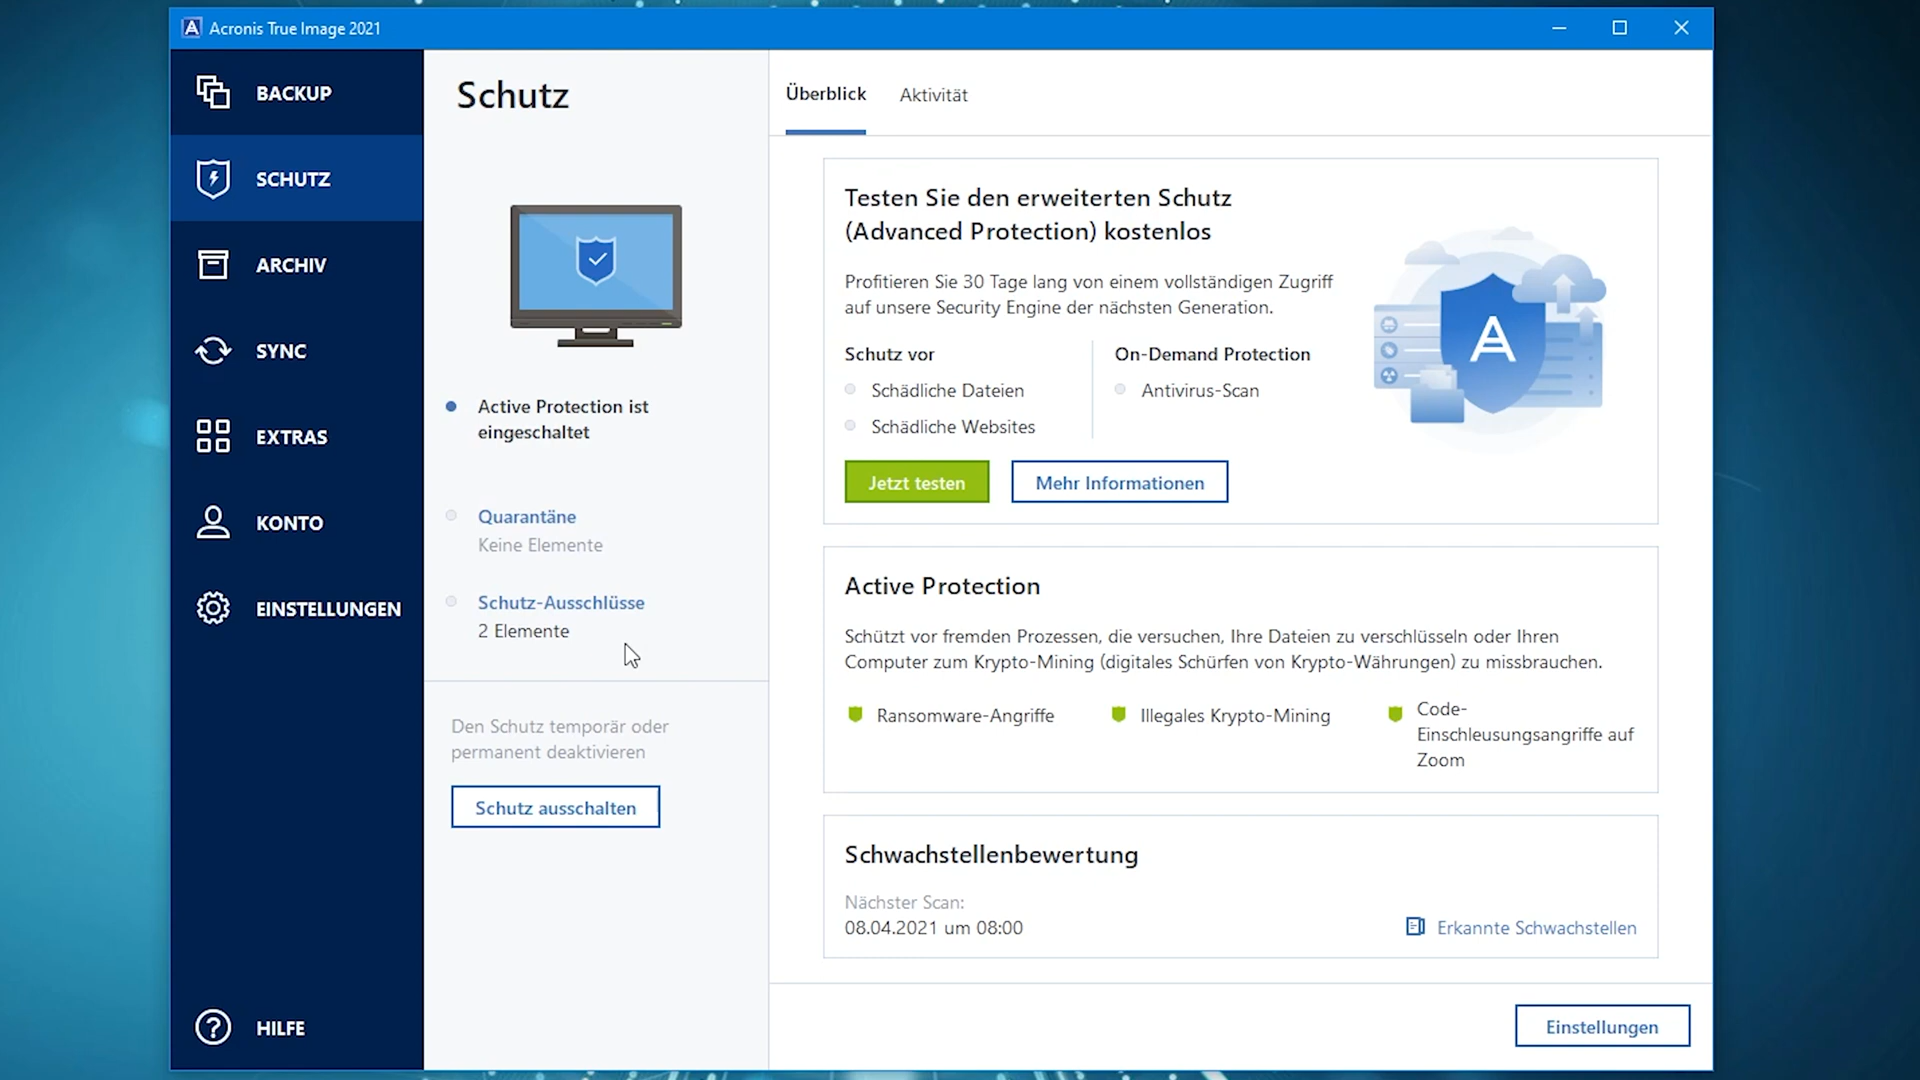 Acronis True Image 2021
BACKUP
SCHUTZ
ARCHIV
SYNC
EXTRAS
KONTO
EINSTELLUNGEN
HILFE
Schutz
Active Protection ist
eingeschaltet
Quarantäne
Keine Elemente
Schutz-Ausschlüsse
2 Elemente
Den Schutz temporär oder
permanent deaktivieren
Schutz ausschalten
Überblick
Aktivität
Testen Sie den erweiterten Schutz
(Advanced Protection) kostenlos
Profitieren Sie 30 Tage lang von einem vollständigen Zugriff
auf unsere Security Engine der nächsten Generation.
Schutz vor
Schädliche Dateien
Schädliche Websites
On-Demand Protection
Antivirus-Scan
Jetzt testen
Mehr Informationen
Active Protection
Schützt vor fremden Prozessen, die versuchen, Ihre Dateien zu verschlüsseln oder Ihren
Computer zum Krypto-Mining (digitales Schürfen von Krypto-Währungen) zu missbrauchen.
Ransomware-Angriffe
Illegales Krypto-Mining
Code-
Einschleusungsangriffe auf
Zoom
Schwachstellenbewertung
Nächster Scan:
08.04.2021 um 08:00
Erkannte Schwachstellen
Einstellungen